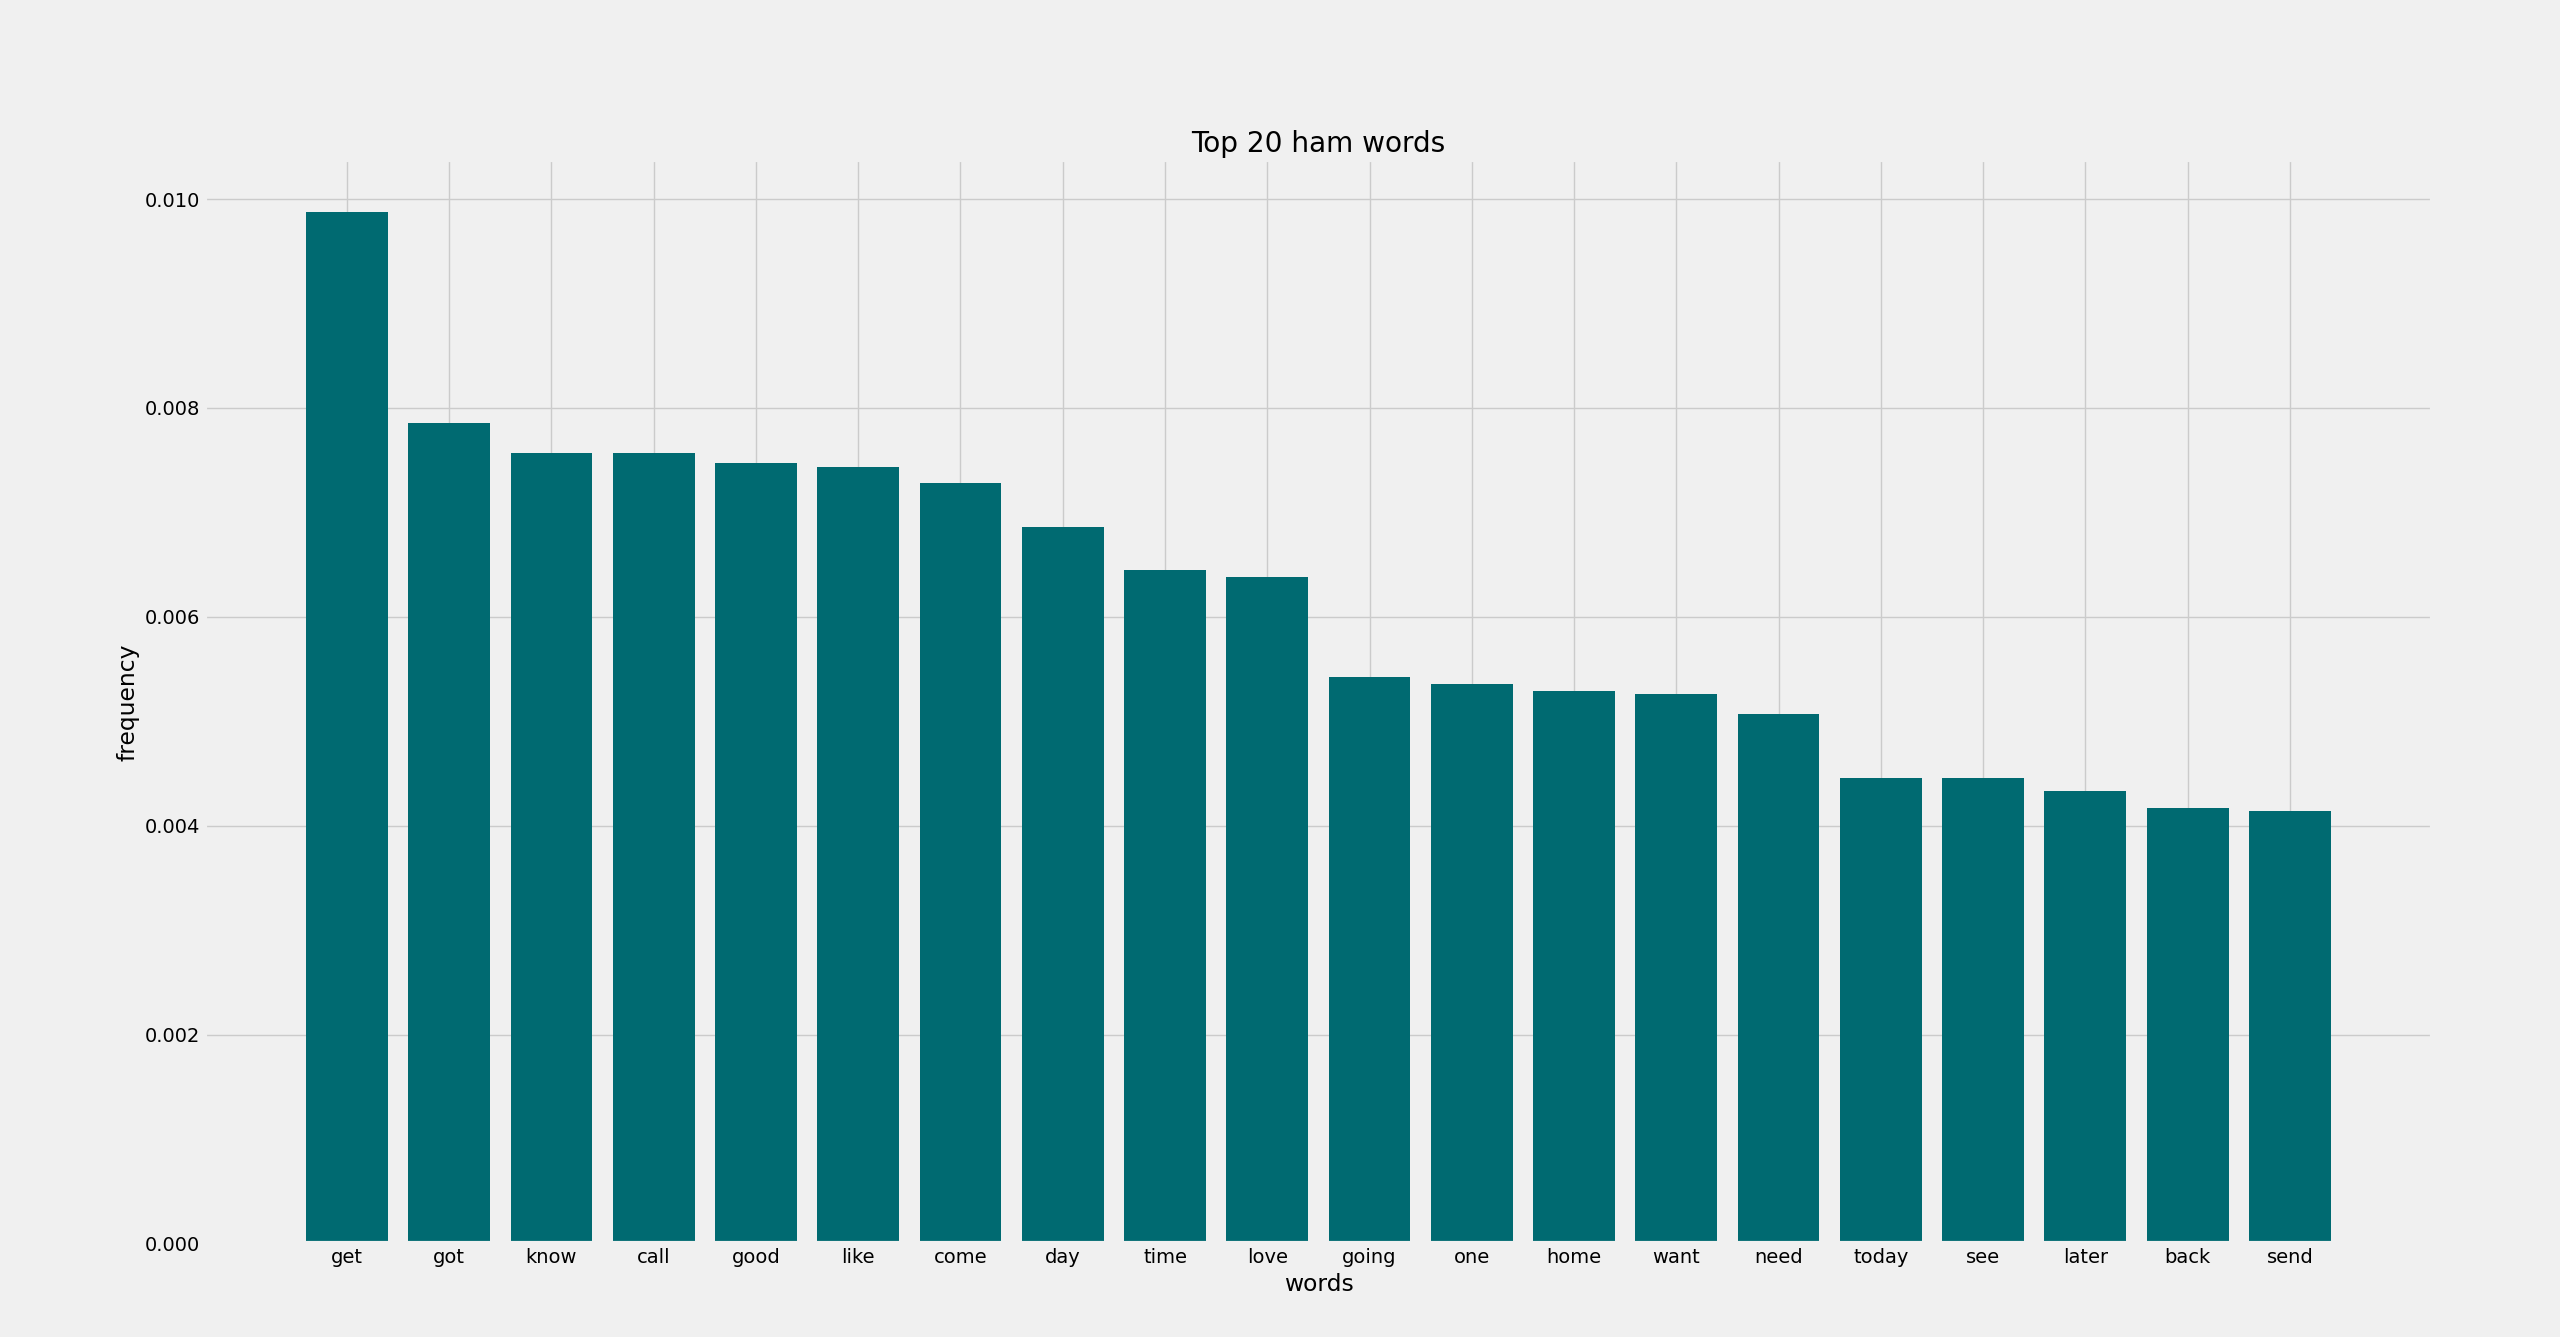 Top 20 ham words
0.010
0.008
0.006
0.004
0.002
0.000
frequency
get got know call good like come day time love going one home want need today see later back send
words